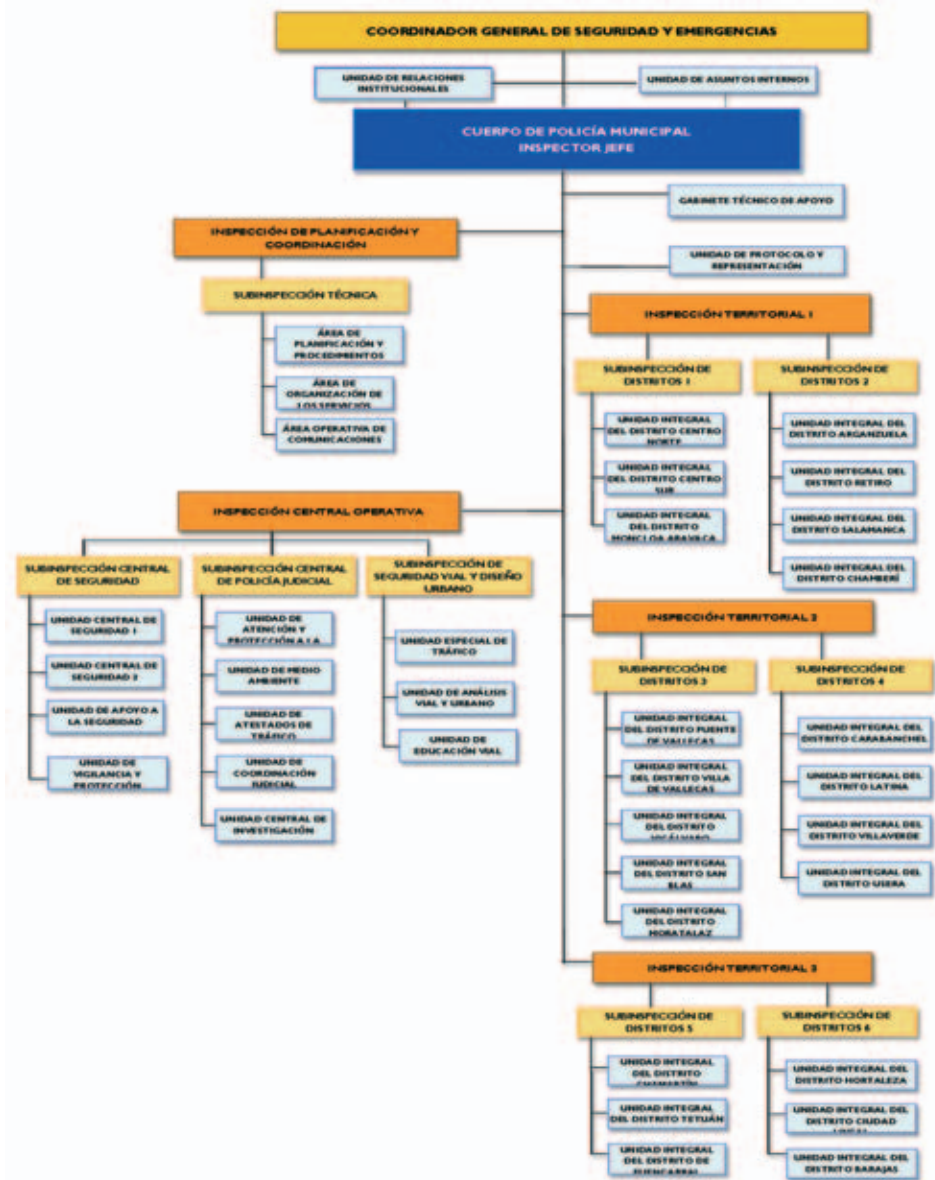 COORDINADOR GENERAL DE SEGURIDAD Y EMERGENCIAS
UNIDAD DE RELACIONES
INSTITUCIONALES
UNIDAD DE ASUNTOS INTERNOS
CUERPO DE POLICÍA MUNICIPAL
INSPECTOR JEFE
GABINETE TÉCNICO DE APOYO
INSPECCIÓN DE PLANIFICACIÓN Y
COORDINACIÓN
UNIDAD DE PROTOCOLO Y
REPRESENTACIÓN
SUBINSPECCIÓN TÉCNICA
ÁREA DE
PLANIFICACIÓN Y
PROCEDIMIENTOS
ÁREA DE
ORGANIZACIÓN DE
LOS SERVICIOS
ÁREA OPERATIVA DE
COMUNICACIONES
INSPECCIÓN TERRITORIAL 1
SUBINSPECCIÓN DE
DISTRITOS 1
UNIDAD INTEGRAL
DEL DISTRITO CENTRO
NORTE
UNIDAD INTEGRAL
DEL DISTRITO CENTRO
SUR
UNIDAD INTEGRAL
DEL DISTRITO
MONCLOA ARAVACA
SUBINSPECCIÓN DE
DISTRITOS 2
UNIDAD INTEGRAL DEL
DISTRITO ARGANZUELA
UNIDAD INTEGRAL DEL
DISTRITO RETIRO
UNIDAD INTEGRAL DEL
DISTRITO SALAMANCA
UNIDAD INTEGRAL DEL
DISTRITO CHAMBERÍ
INSPECCIÓN CENTRAL OPERATIVA
SUBINSPECCIÓN CENTRAL
DE SEGURIDAD
UNIDAD CENTRAL DE
SEGURIDAD 1
UNIDAD CENTRAL DE
SEGURIDAD 2
UNIDAD DE APOYO A
LA SEGURIDAD
UNIDAD DE
VIGILANCIA Y
PROTECCIÓN
SUBINSPECCIÓN CENTRAL
DE POLICÍA JUDICIAL
UNIDAD DE
ATENCIÓN Y
PROTECCIÓN A LA
UNIDAD DE MEDIO
AMBIENTE
UNIDAD DE
ATESTADOS DE
TRÁFICO
UNIDAD DE
COORDINACIÓN
JUDICIAL
UNIDAD CENTRAL DE
INVESTIGACIÓN
SUBINSPECCIÓN DE
SEGURIDAD VIAL Y DISEÑO
URBANO
UNIDAD ESPECIAL DE
TRÁFICO
UNIDAD DE ANÁLISIS
VIAL Y URBANO
UNIDAD DE
EDUCACIÓN VIAL
INSPECCIÓN TERRITORIAL 2
SUBINSPECCIÓN DE
DISTRITOS 3
UNIDAD INTEGRAL
DEL DISTRITO PUENTE
DE VALLECAS
UNIDAD INTEGRAL
DEL DISTRITO VILLA
DE VALLECAS
UNIDAD INTEGRAL
DEL DISTRITO
VICÁLVARO
UNIDAD INTEGRAL
DEL DISTRITO SAN
BLAS
UNIDAD INTEGRAL
DEL DISTRITO
MORATALAZ
SUBINSPECCIÓN DE
DISTRITOS 4
UNIDAD INTEGRAL DEL
DISTRITO CARABANCHEL
UNIDAD INTEGRAL DEL
DISTRITO LATINA
UNIDAD INTEGRAL DEL
DISTRITO VILLAVERDE
UNIDAD INTEGRAL DEL
DISTRITO USERA
INSPECCIÓN TERRITORIAL 3
SUBINSPECCIÓN DE
DISTRITOS 5
UNIDAD INTEGRAL
DEL DISTRITO
CHAMARTÍN
UNIDAD INTEGRAL
DEL DISTRITO TETUÁN
UNIDAD INTEGRAL
DEL DISTRITO DE
FUENCARRAL
SUBINSPECCIÓN DE
DISTRITOS 6
UNIDAD INTEGRAL DEL
DISTRITO HORTALEZA
UNIDAD INTEGRAL DEL
DISTRITO CIUDAD
LINEAL
UNIDAD INTEGRAL DEL
DISTRITO BARAJAS